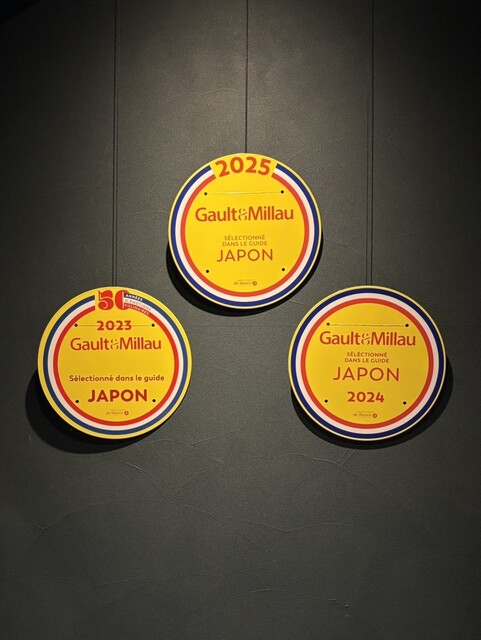 2025
Gault&Millau
SÉLECTIONNÉ
DANS LE GUIDE
JAPON
50
2023
Gault&Millau
Sélectionné dans le guide
JAPON
Gault&Millau
SÉLECTIONNÉ
DANS LE GUIDE
JAPON
2024